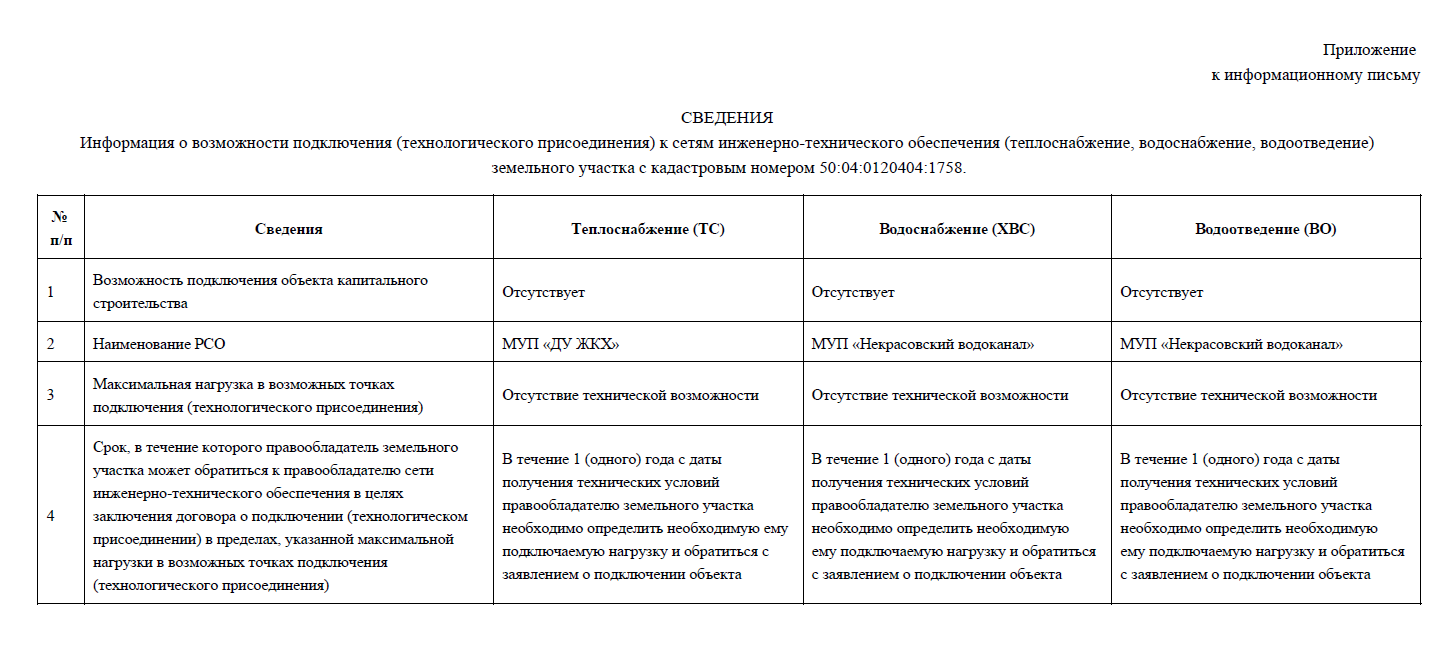 Приложение
к информационному письму
СВЕДЕНИЯ
Информация о возможности подключения (технологического присоединения) к сетям инженерно-технического обеспечения (теплоснабжение, водоснабжение, водоотведение)
земельного участка с кадастровым номером 50:04:0120404:1758.
№
п/п
Сведения
Теплоснабжение (ТС)
Водоснабжение (ХВС)
Водоотведение (ВО)
1
Возможность подключения объекта капитального
строительства
Отсутствует
Отсутствует
Отсутствует
2
Наименование РСО
МУП «ДУ ЖКХ»
МУП «Некрасовский водоканал»
МУП «Некрасовский водоканал»
3
Максимальная нагрузка в возможных точках
подключения (технологического присоединения)
Отсутствие технической возможности
Отсутствие технической возможности
Отсутствие технической возможности
4
Срок, в течение которого правообладатель земельного
участка может обратиться к правообладателю сети
инженерно-технического обеспечения в целях
заключения договора о подключении (технологическом
присоединении) в пределах, указанной максимальной
нагрузки в возможных точках подключения
(технологического присоединения)
В течение 1 (одного) года с даты
получения технических условий
правообладателю земельного участка
необходимо определить необходимую ему
подключаемую нагрузку и обратиться с
заявлением о подключении объекта
В течение 1 (одного) года с даты
получения технических условий
правообладателю земельного участка
необходимо определить необходимую
ему подключаемую нагрузку и обратиться
с заявлением о подключении объекта
В течение 1 (одного) года с даты
получения технических условий
правообладателю земельного участка
необходимо определить необходимую
ему подключаемую нагрузку и обратиться
с заявлением о подключении объекта